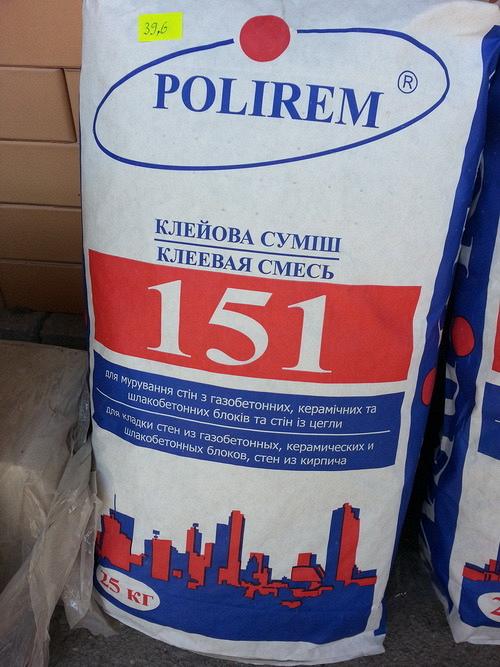 39,6
POLIREM ®
КЛЕЙОВА СУМІШ
КЛЕЕВАЯ СМЕСЬ
151
для мурування стін з газобетонних, керамічних та
шлакобетонних блоків та стін із цегли
для кладки стен из газобетонных, керамических и
шлакобетонных блоков, стен из кирпича
25 кг